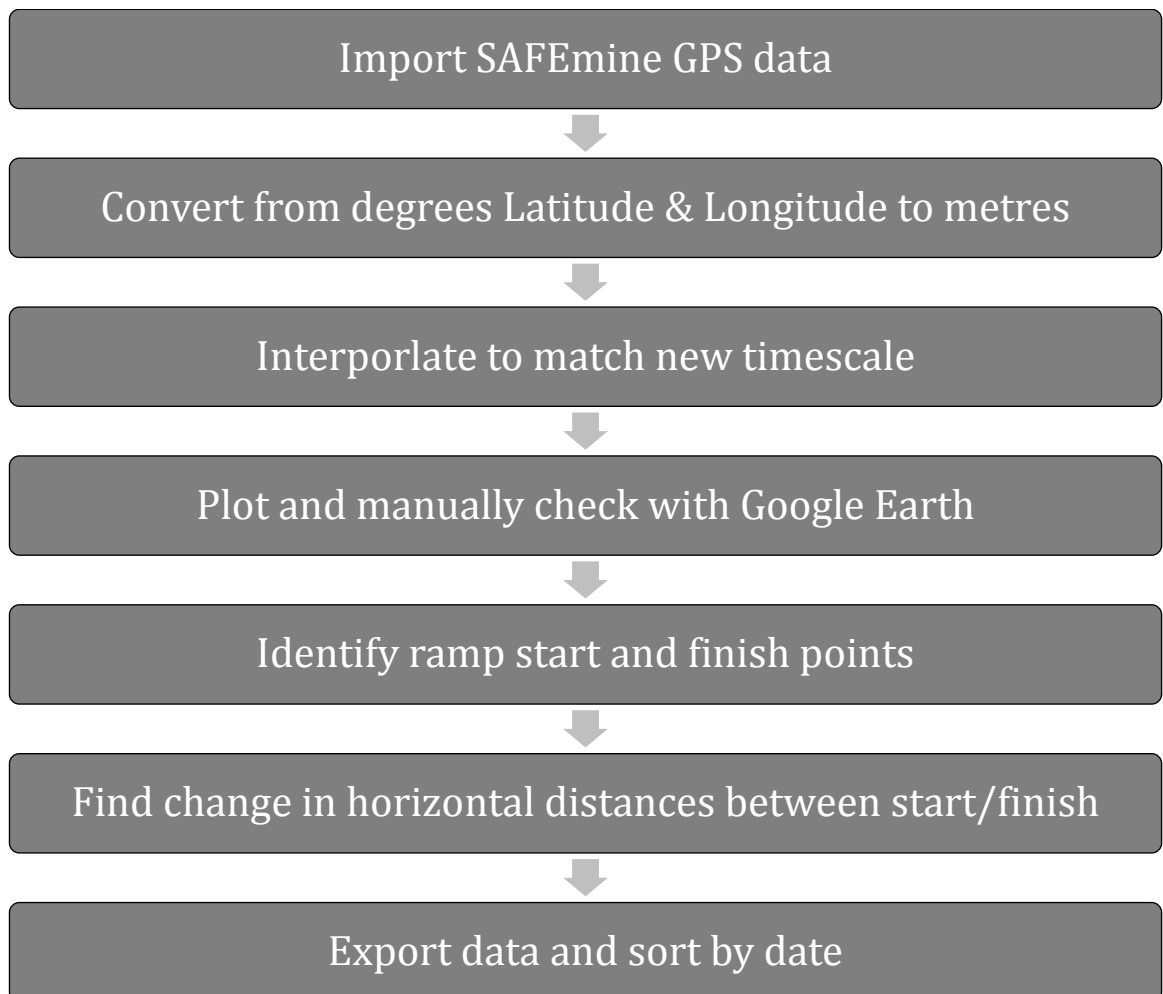 Import SAFEmine GPS data
Convert from degrees Latitude & Longitude to metres
Interporlate to match new timescale
Plot and manually check with Google Earth
Identify ramp start and finish points
Find change in horizontal distances between start/finish
Export data and sort by date